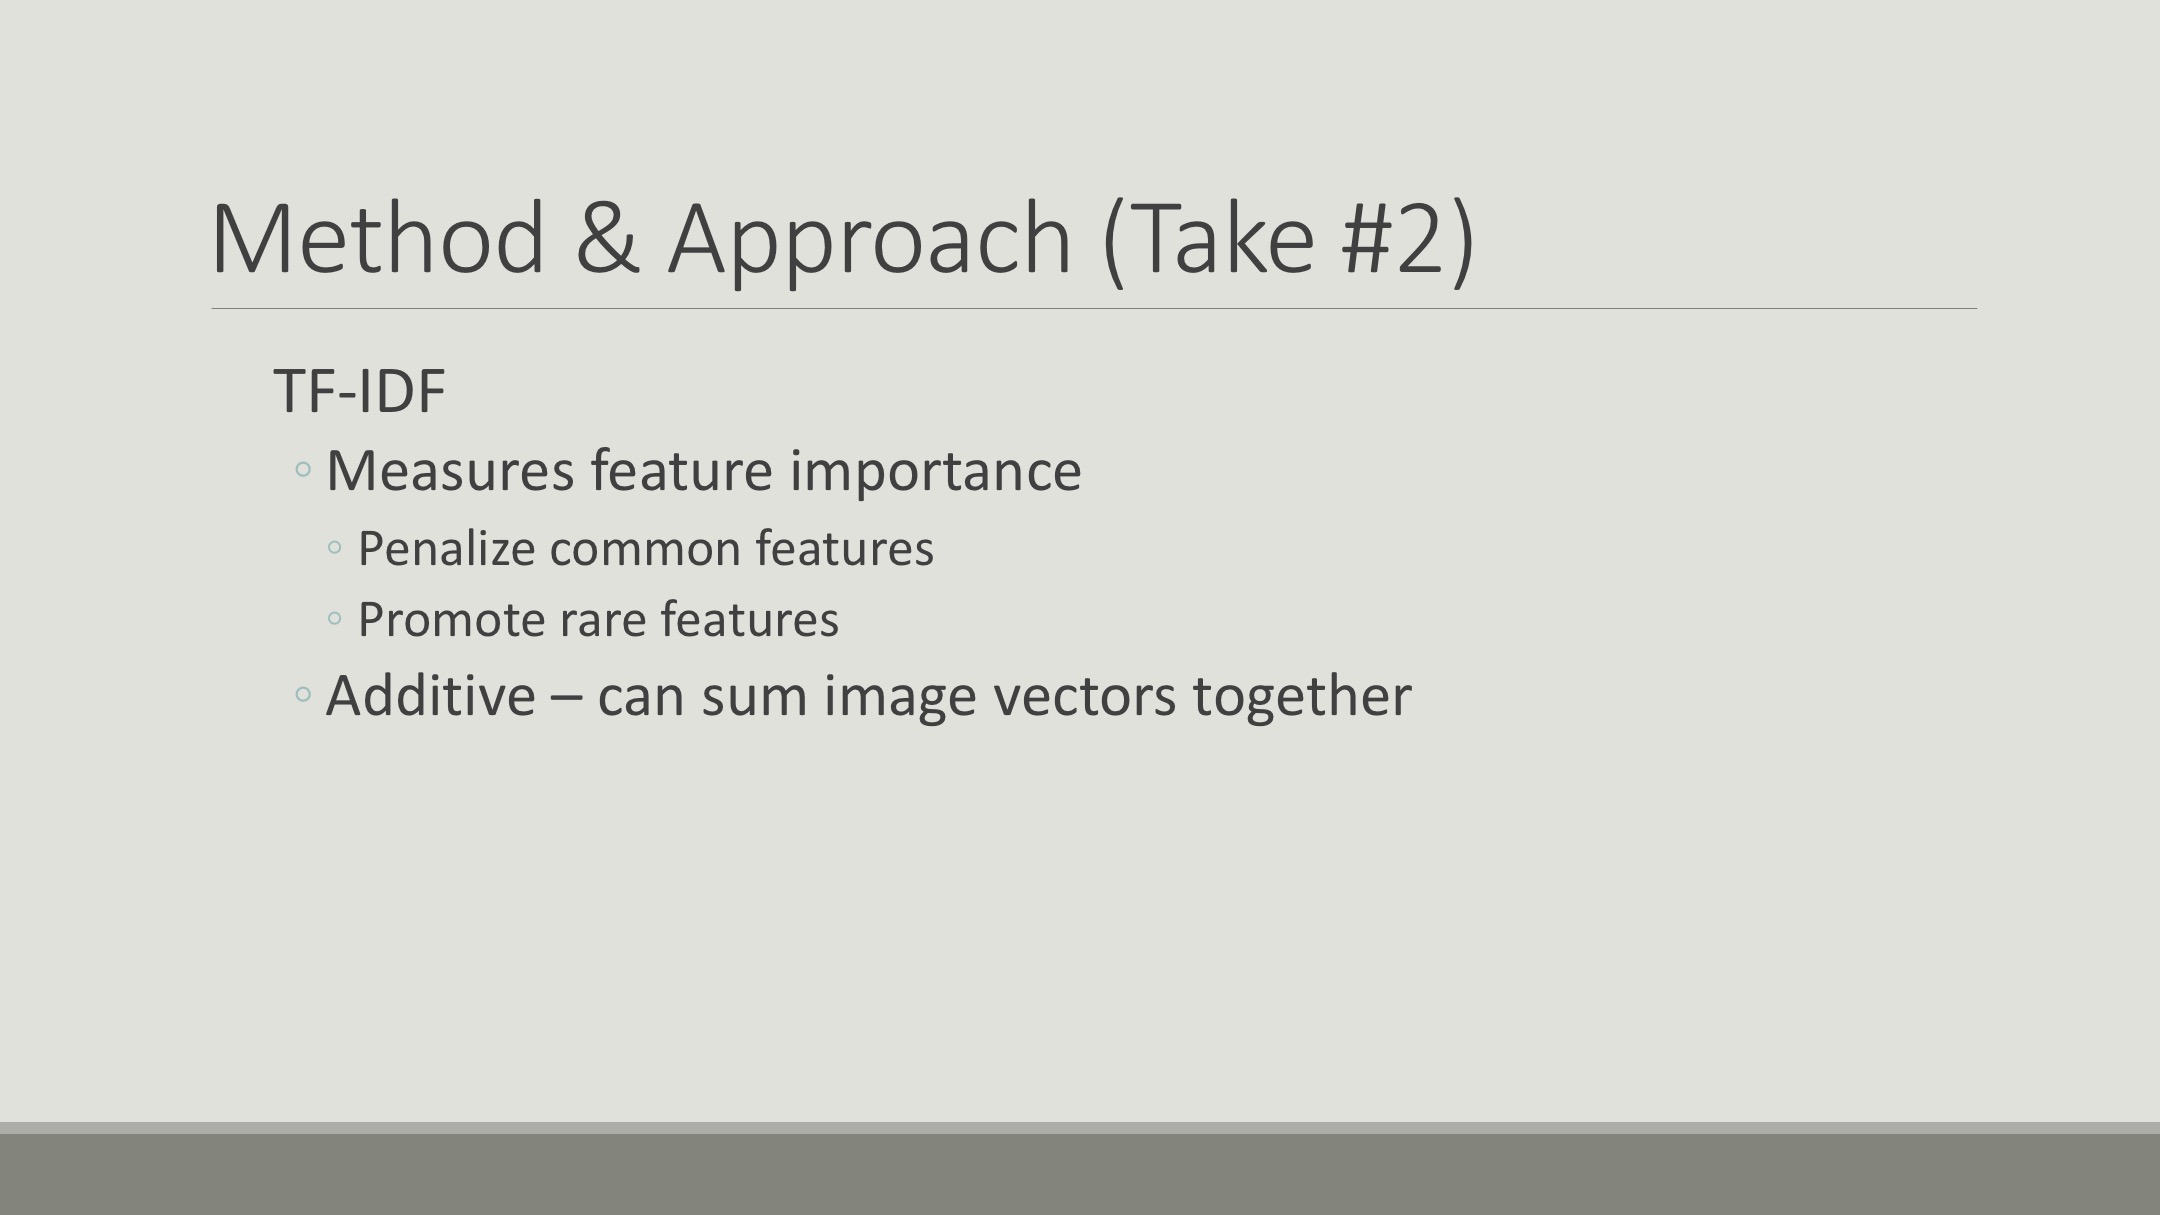 Method & Approach (Take #2)
TF-IDF
◦ Measures feature importance
◦ Penalize common features
◦ Promote rare features
◦ Additive – can sum image vectors together